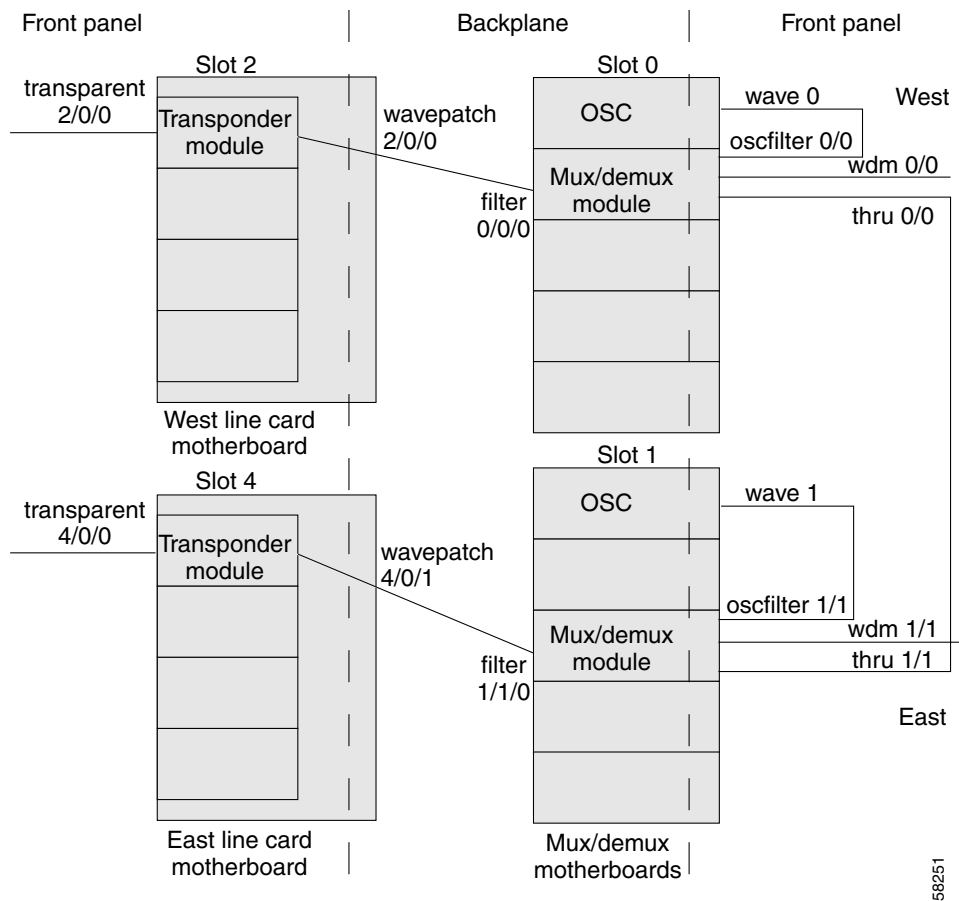 Front panel
Backplane
Front panel
Slot 2
Slot 0
transparent
2/0/0
Transponder
module
wavepatch
2/0/0
OSC
wave 0
West
oscfilter 0/0
Mux/demux
module
wdm 0/0
filter
0/0/0
thru 0/0
West line card
motherboard
Slot 1
Slot 4
transparent
4/0/0
Transponder
module
wavepatch
4/0/1
OSC
wave 1
oscfilter 1/1
Mux/demux
module
wdm 1/1
filter
1/1/0
thru 1/1
East
East line card
motherboard
Mux/demux
motherboards
58251